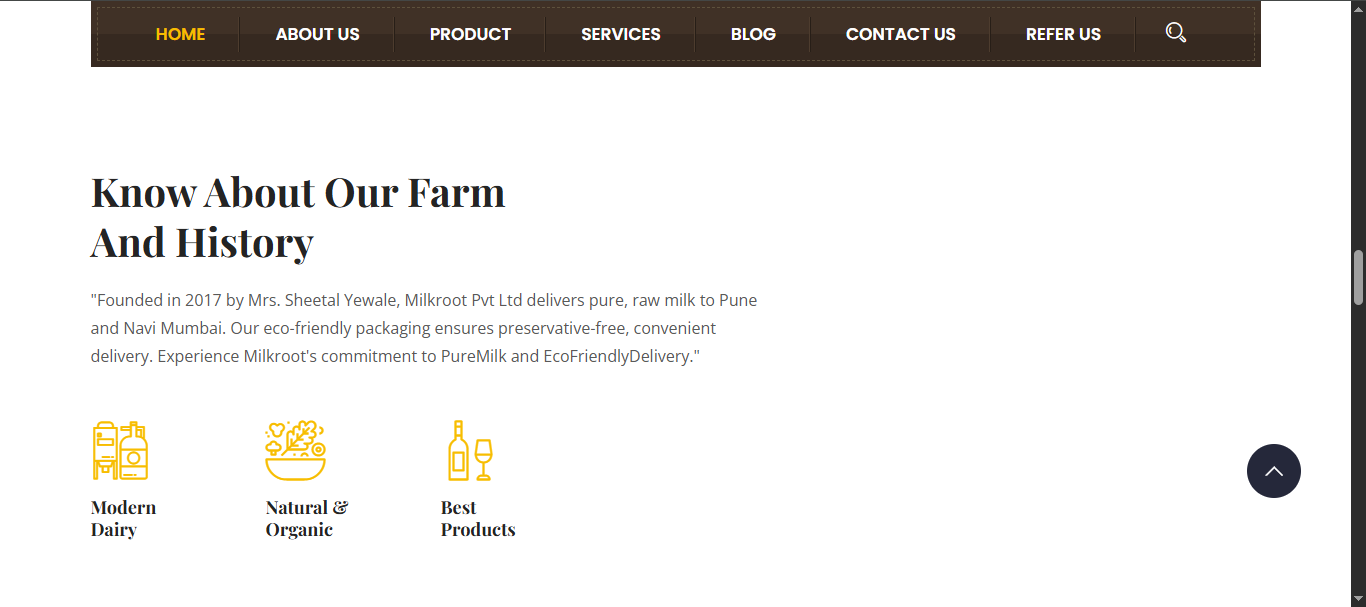 HOME ABOUT US PRODUCT SERVICES BLOG CONTACT US REFER US
Know About Our Farm
And History
"Founded in 2017 by Mrs. Sheetal Yewale, Milkroot Pvt Ltd delivers pure, raw milk to Pune
and Navi Mumbai. Our eco-friendly packaging ensures preservative-free, convenient
delivery. Experience Milkroot's commitment to PureMilk and EcoFriendlyDelivery."
Modern
Dairy
Natural &
Organic
Best
Products